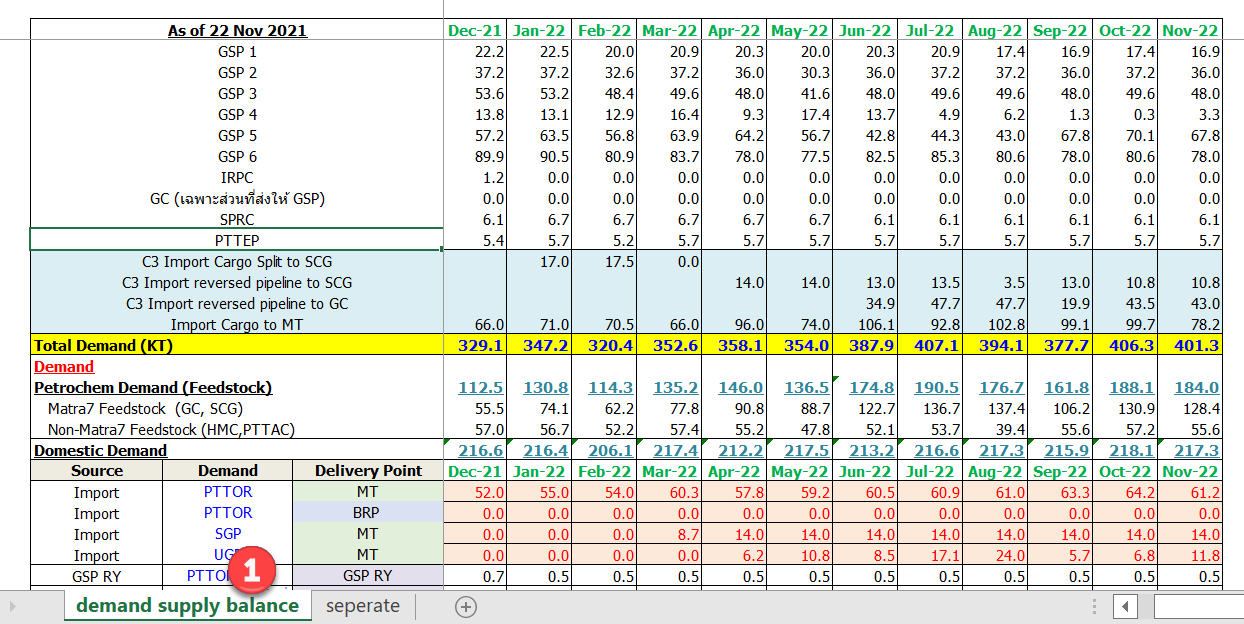 As of 22 Nov 2021 Dec-21 Jan-22 Feb-22 Mar-22 Apr-22 May-22 Jun-22 Jul-22 Aug-22 Sep-22 Oct-22 Nov-22
GSP 1 22.2 22.5 20.0 20.9 20.3 20.0 20.3 20.9 17.4 16.9 17.4 16.9
GSP 2 37.2 37.2 32.6 37.2 36.0 30.3 36.0 37.2 37.2 36.0 37.2 36.0
GSP 3 53.6 53.2 48.4 49.6 48.0 41.6 48.0 49.6 49.6 48.0 49.6 48.0
GSP 4 13.8 13.1 12.9 16.4 9.3 17.4 13.7 4.9 6.2 1.3 0.3 3.3
GSP 5 57.2 63.5 56.8 63.9 64.2 56.7 42.8 44.3 43.0 67.8 70.1 67.8
GSP 6 89.9 90.5 80.9 83.7 78.0 77.5 82.5 85.3 80.6 78.0 80.6 78.0
IRPC 1.2 0.0 0.0 0.0 0.0 0.0 0.0 0.0 0.0 0.0 0.0 0.0
GC (เฉพาะส่วนที่ส่งให้ GSP) 0.0 0.0 0.0 0.0 0.0 0.0 0.0 0.0 0.0 0.0 0.0 0.0
SPRC 6.1 6.7 6.7 6.7 6.7 6.7 6.1 6.1 6.1 6.1 6.1 6.1
PTTEP 5.4 5.7 5.2 5.7 5.7 5.7 5.7 5.7 5.7 5.7 5.7 5.7
C3 Import Cargo Split to SCG 17.0 17.5 0.0
C3 Import reversed pipeline to SCG 14.0 14.0 13.0 13.5 3.5 13.0 10.8 10.8
C3 Import reversed pipeline to GC 34.9 47.7 47.7 19.9 43.5 43.0
Import Cargo to MT 66.0 71.0 70.5 66.0 96.0 74.0 106.1 92.8 102.8 99.1 99.7 78.2
Total Demand (KT) 329.1 347.2 320.4 352.6 358.1 354.0 387.9 407.1 394.1 377.7 406.3 401.3
Demand
Petrochem Demand (Feedstock) 112.5 130.8 114.3 135.2 146.0 136.5 174.8 190.5 176.7 161.8 188.1 184.0
Matra7 Feedstock (GC, SCG) 55.5 74.1 62.2 77.8 90.8 88.7 122.7 136.7 137.4 106.2 130.9 128.4
Non-Matra7 Feedstock (HMC,PTTAC) 57.0 56.7 52.2 57.4 55.2 47.8 52.1 53.7 39.4 55.6 57.2 55.6
Domestic Demand 216.6 216.4 206.1 217.4 212.2 217.5 213.2 216.6 217.3 215.9 218.1 217.3
Source Demand Delivery Point Dec-21 Jan-22 Feb-22 Mar-22 Apr-22 May-22 Jun-22 Jul-22 Aug-22 Sep-22 Oct-22 Nov-22
Import PTTOR MT 52.0 55.0 54.0 60.3 57.8 59.2 60.5 60.9 61.0 63.3 64.2 61.2
Import PTTOR BRP 0.0 0.0 0.0 0.0 0.0 0.0 0.0 0.0 0.0 0.0 0.0 0.0
Import SGP MT 0.0 0.0 0.0 8.7 14.0 14.0 14.0 14.0 14.0 14.0 14.0 14.0
Import MT 0.0 0.0 0.0 0.0 6.2 10.8 8.5 17.1 24.0 5.7 6.8 11.8
GSP RY GSP RY 0.7 0.5 0.5 0.5 0.5 0.5 0.5 0.5 0.5 0.5 0.5 0.5
1
demand supply balance seperate